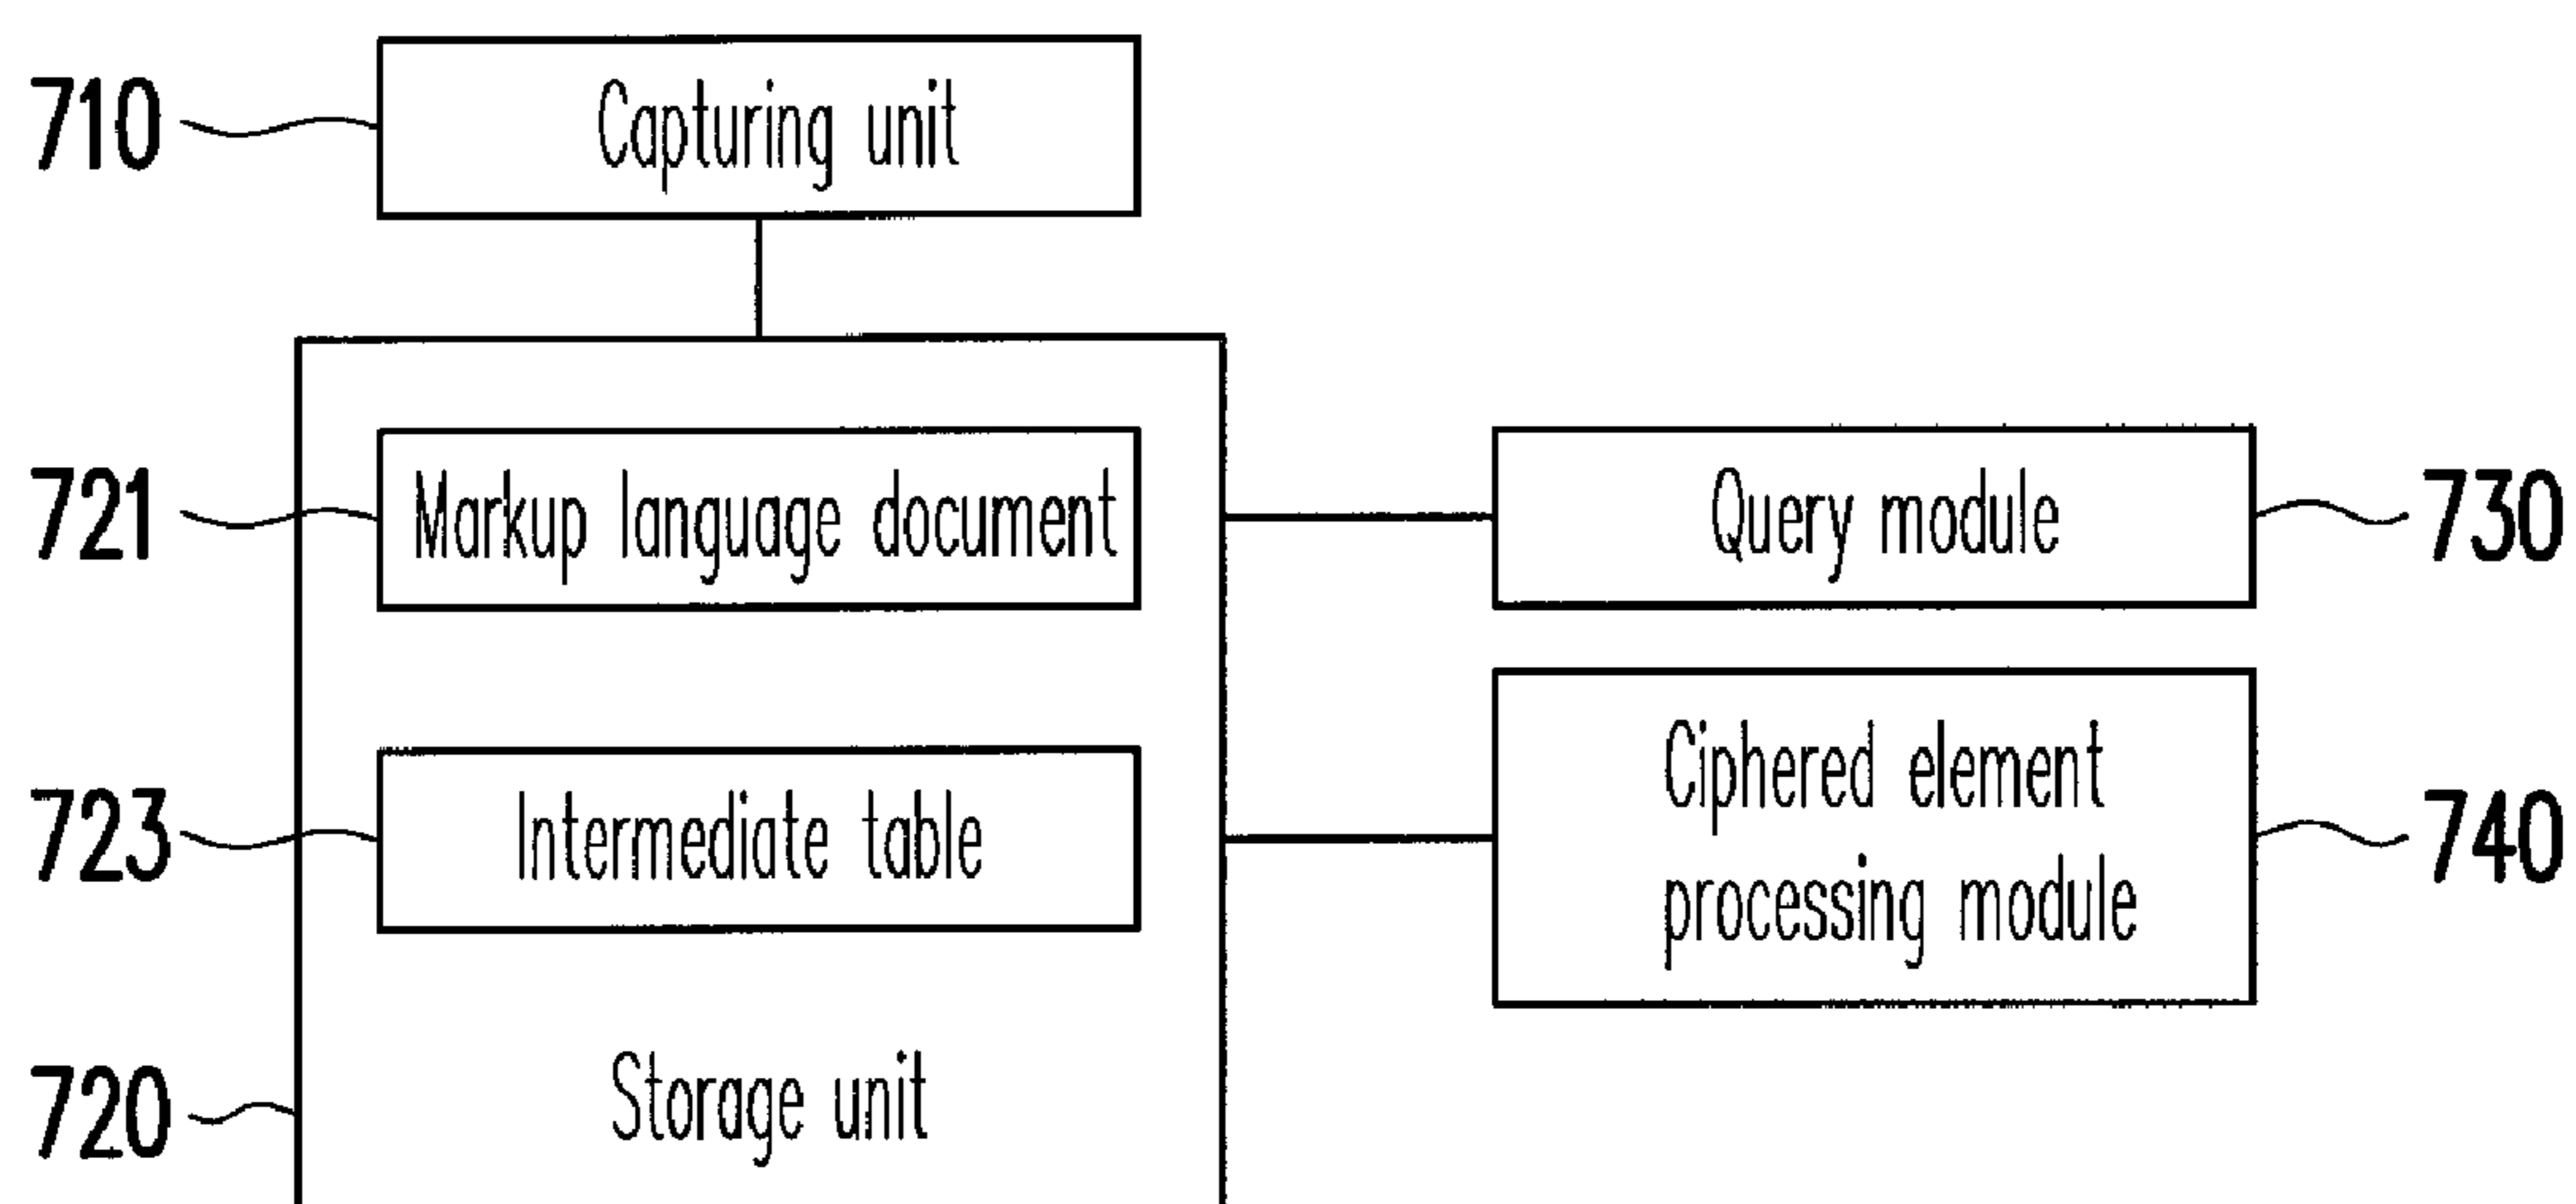 710
Capturing unit
721
Markup language document
Query module
730
723
Intermediate table
Ciphered element
processing module
740
720
Storage unit